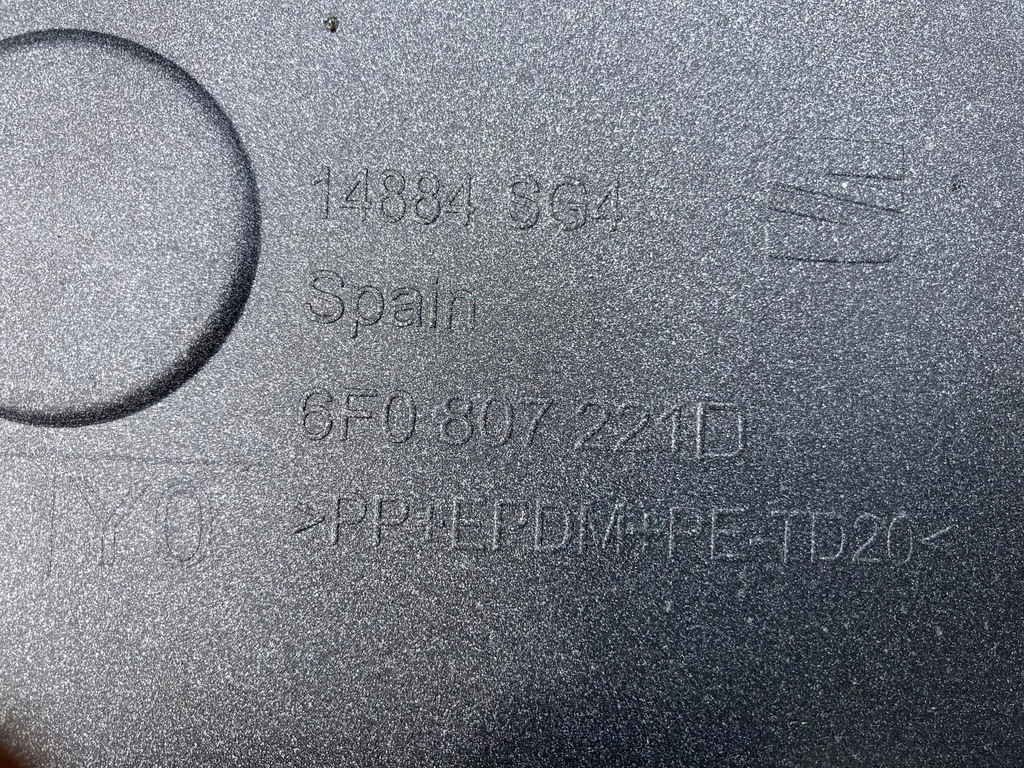 14884 SG4
Spain
6F0 807 221D
>PP+EPDM+PE-TD20<